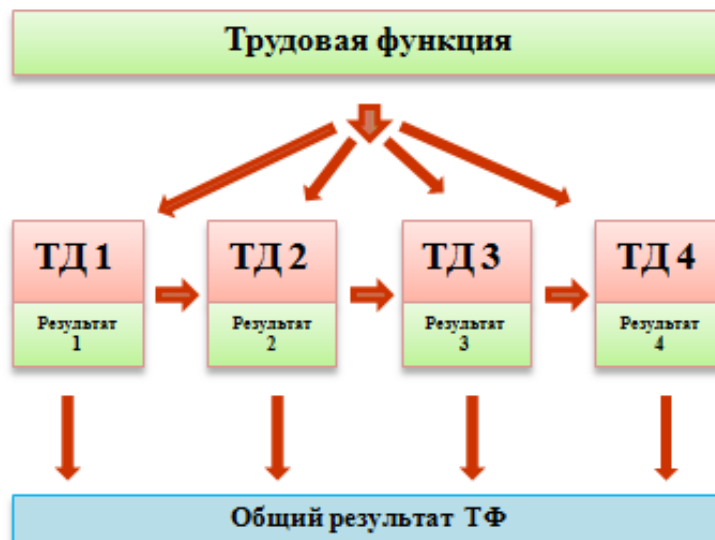 Трудовая функция
ТД 1
ТД 2
ТД 3
ТД 4
Результат
1
Результат
2
Результат
3
Результат
4
Общий результат ТФ